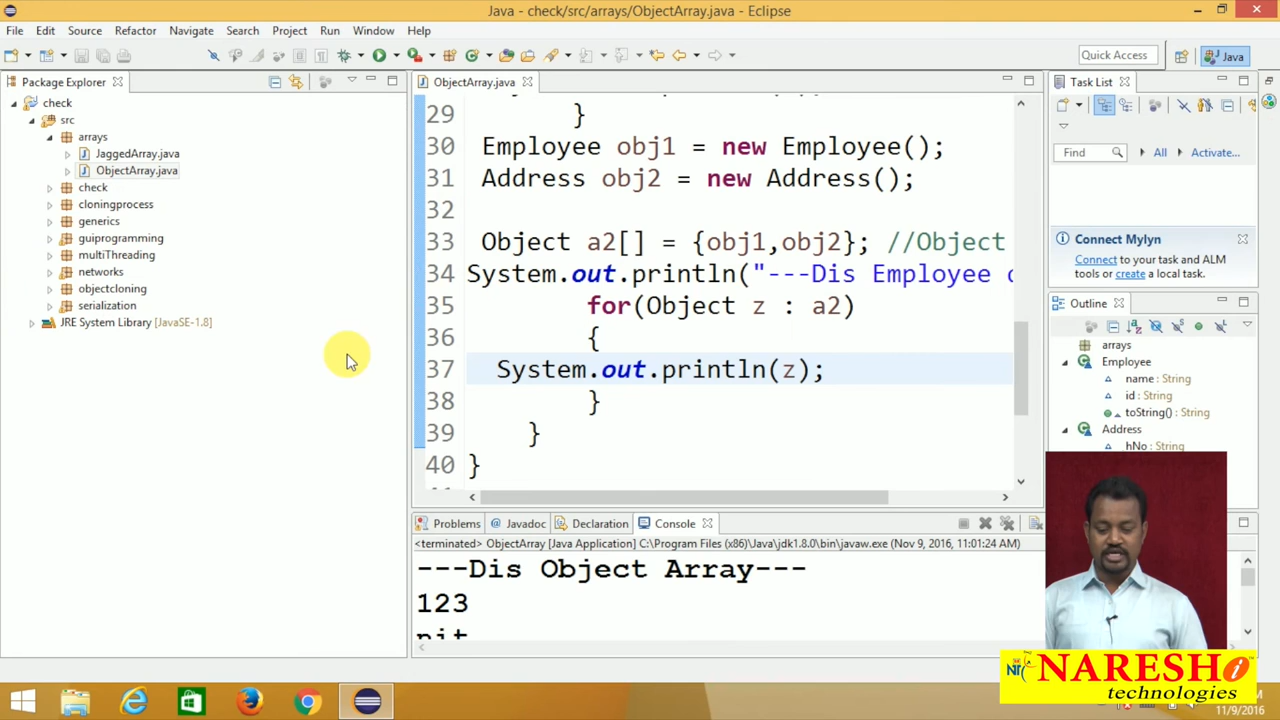 Java - check/src/arrays/ObjectArray.java - Eclipse
File Edit Source Refactor Navigate Search Project Run Window Help
Quick Access
Java
Package Explorer
check
src
arrays
JaggedArray.java
ObjectArray.java
check
cloningprocess
generics
guiprogramming
multiThreading
networks
objectcloning
serialization
JRE System Library [JavaSE-1.8]
ObjectArray.java
29 }
30 Employee obj1 = new Employee();
31 Address obj2 = new Address();
32
33 Object a2[] = {obj1,obj2}; //Object
34 System.out.println("---Dis Employee
35 for(Object z : a2)
36 {
37 System.out.println(z);
38 }
39 }
40 }
Problems @ Javadoc Declaration Console
<terminated> ObjectArray [Java Application] C:\Program Files (x86)\Java\jdk1.8.0\bin\javaw.exe (Nov 9, 2016, 11:01:24 AM)
---Dis Object Array---
123
nit
Task List
Find All Activate...
Connect Mylyn
Connect to your task and ALM
tools or create a local task.
Outline
arrays
Employee
name : String
id : String
toString() : String
Address
hNo : String
NARESH i
technologies
11/9/2016